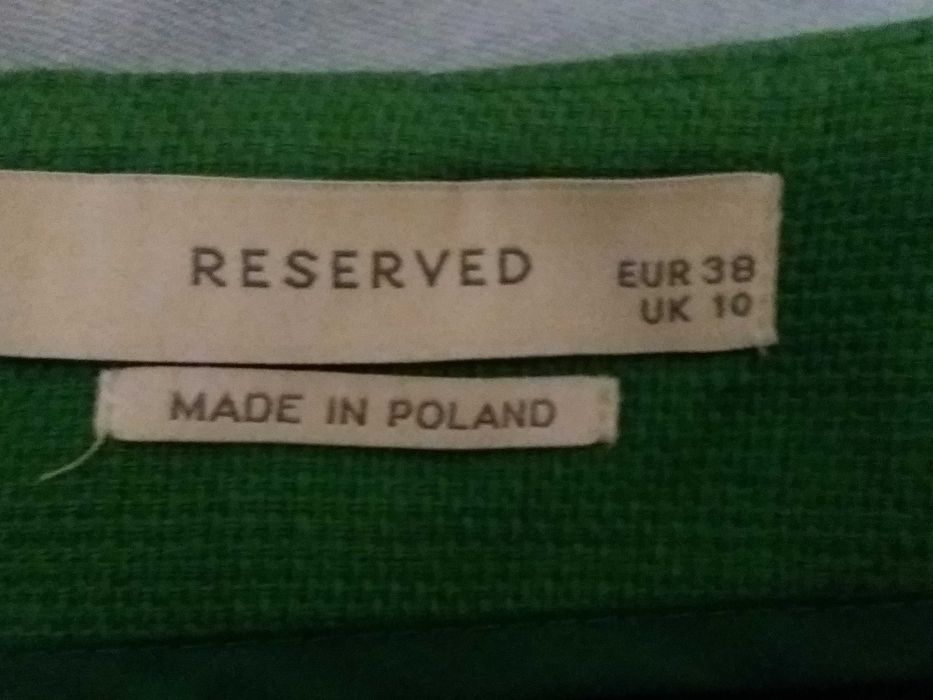 RESERVED
EUR 38
UK 10
MADE IN POLAND